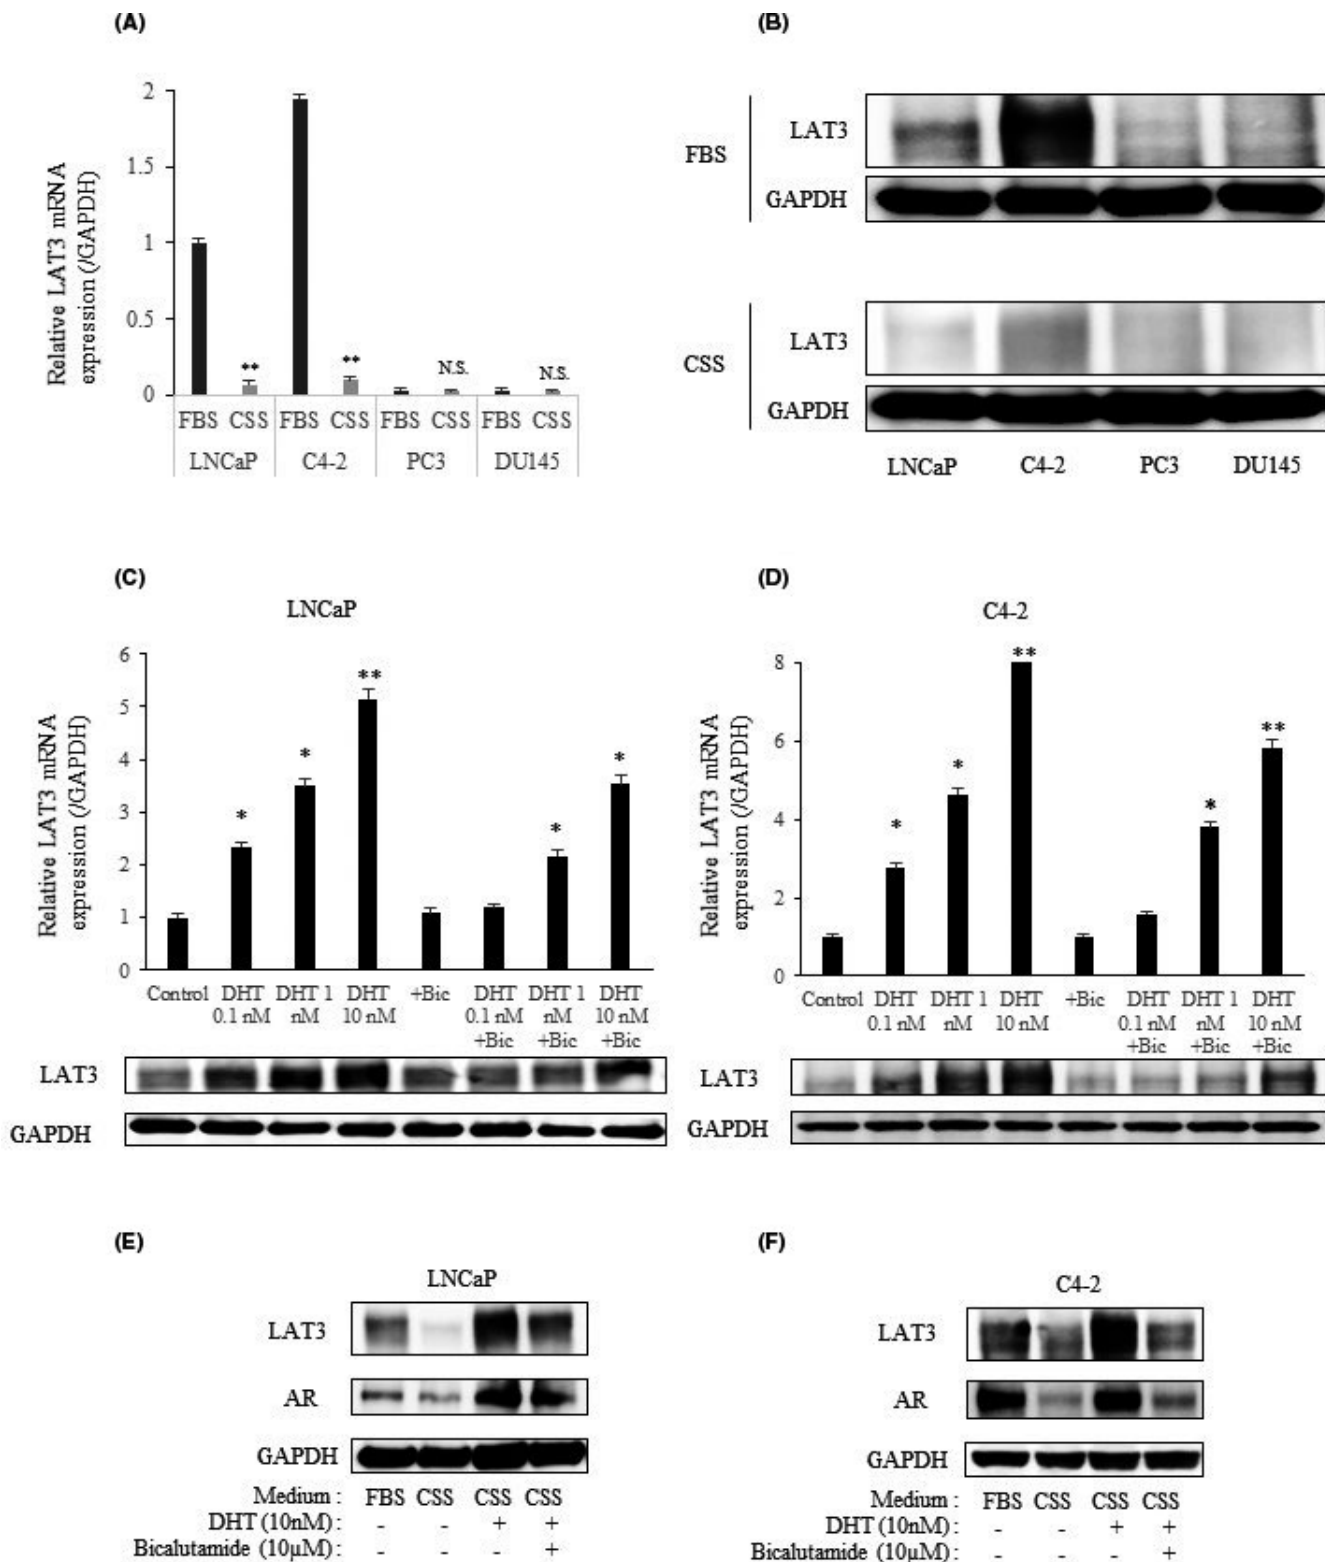 (A)
Relative LAT3 mRNA
expression (/GAPDH)
2
1.5
1
0.5
0
**
**
N.S.
N.S.
FBS CSS FBS CSS FBS CSS FBS CSS
LNCaP C4-2 PC3 DU145
(B)
FBS
LAT3
GAPDH
CSS
LAT3
GAPDH
LNCaP C4-2 PC3 DU145
(C)
LNCaP
Relative LAT3 mRNA
expression (/GAPDH)
6
5
4
3
2
1
0
*
*
**
*
*
Control DHT DHT 1 DHT +Bic DHT DHT 1 DHT
0.1 nM nM 10 nM 0.1 nM nM 10 nM
+Bic +Bic +Bic
LAT3
GAPDH
(D)
C4-2
Relative LAT3 mRNA
expression (/GAPDH)
8
6
4
2
0
*
*
**
*
**
Control DHT DHT 1 DHT +Bic DHT DHT 1 DHT
0.1 nM nM 10 nM 0.1 nM nM 10 nM
+Bic +Bic +Bic
LAT3
GAPDH
(E)
LNCaP
LAT3
AR
GAPDH
Medium : FBS CSS CSS CSS
DHT (10nM) : - - + +
Bicalutamide (10μM) : - - - +
(F)
C4-2
LAT3
AR
GAPDH
Medium : FBS CSS CSS CSS
DHT (10nM) : - - + +
Bicalutamide (10μM) : - - - +